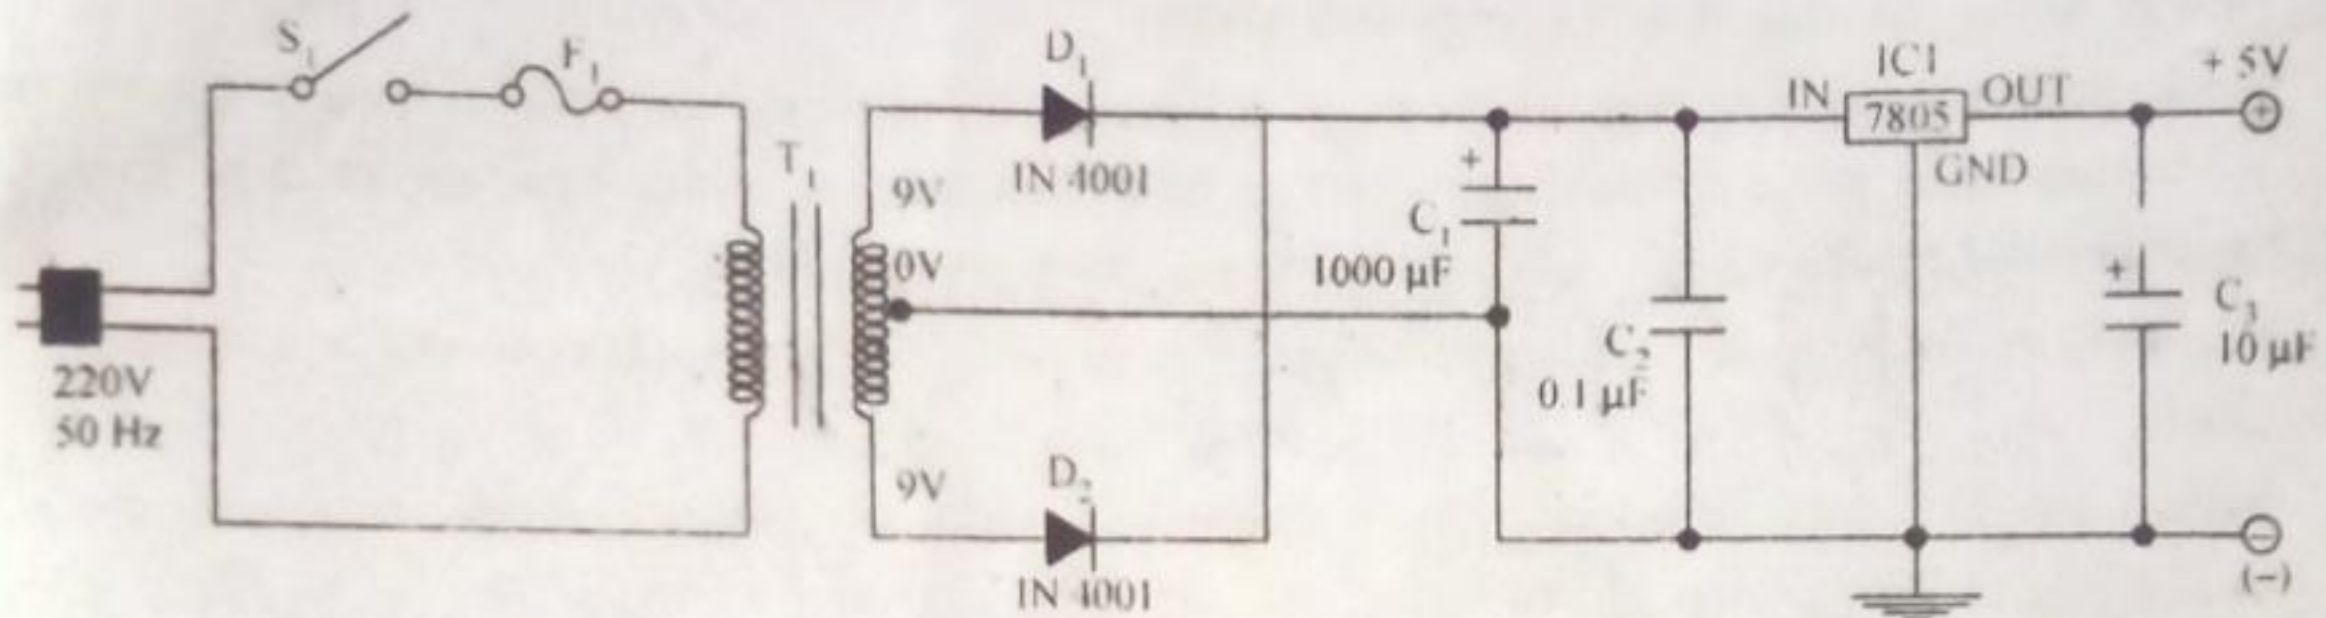 S₁
F₁
220V
50 Hz
T₁
9V
0V
9V
D₁
IN 4001
D₂
IN 4001
+
C₁
1000 µF
C₂
0.1 µF
IC1
IN
7805
OUT
GND
+ 5V
+
+
C₃
10 µF
−
(−)